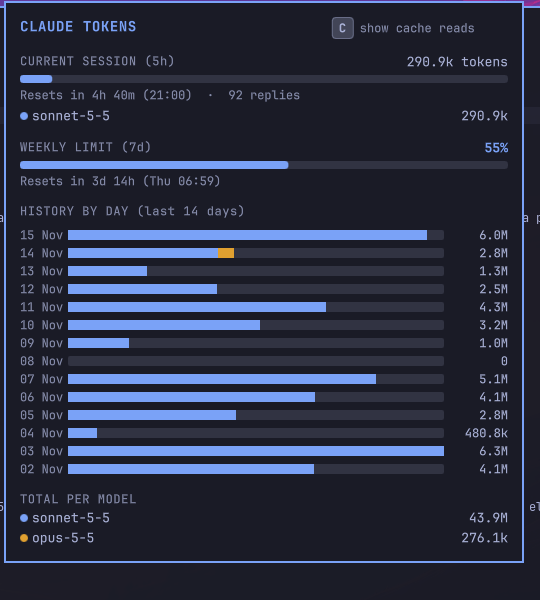 CLAUDE TOKENS C show cache reads
CURRENT SESSION (5h) 290.9k tokens
Resets in 4h 40m (21:00) · 92 replies
sonnet-5-5 290.9k
WEEKLY LIMIT (7d) 55%
Resets in 3d 14h (Thu 06:59)
HISTORY BY DAY (last 14 days)
15 Nov 6.0M
14 Nov 2.8M
13 Nov 1.3M
12 Nov 2.5M
11 Nov 4.3M
10 Nov 3.2M
09 Nov 1.0M
08 Nov 0
07 Nov 5.1M
06 Nov 4.1M
05 Nov 2.8M
04 Nov 480.8k
03 Nov 6.3M
02 Nov 4.1M
TOTAL PER MODEL
sonnet-5-5 43.9M
opus-5-5 276.1k